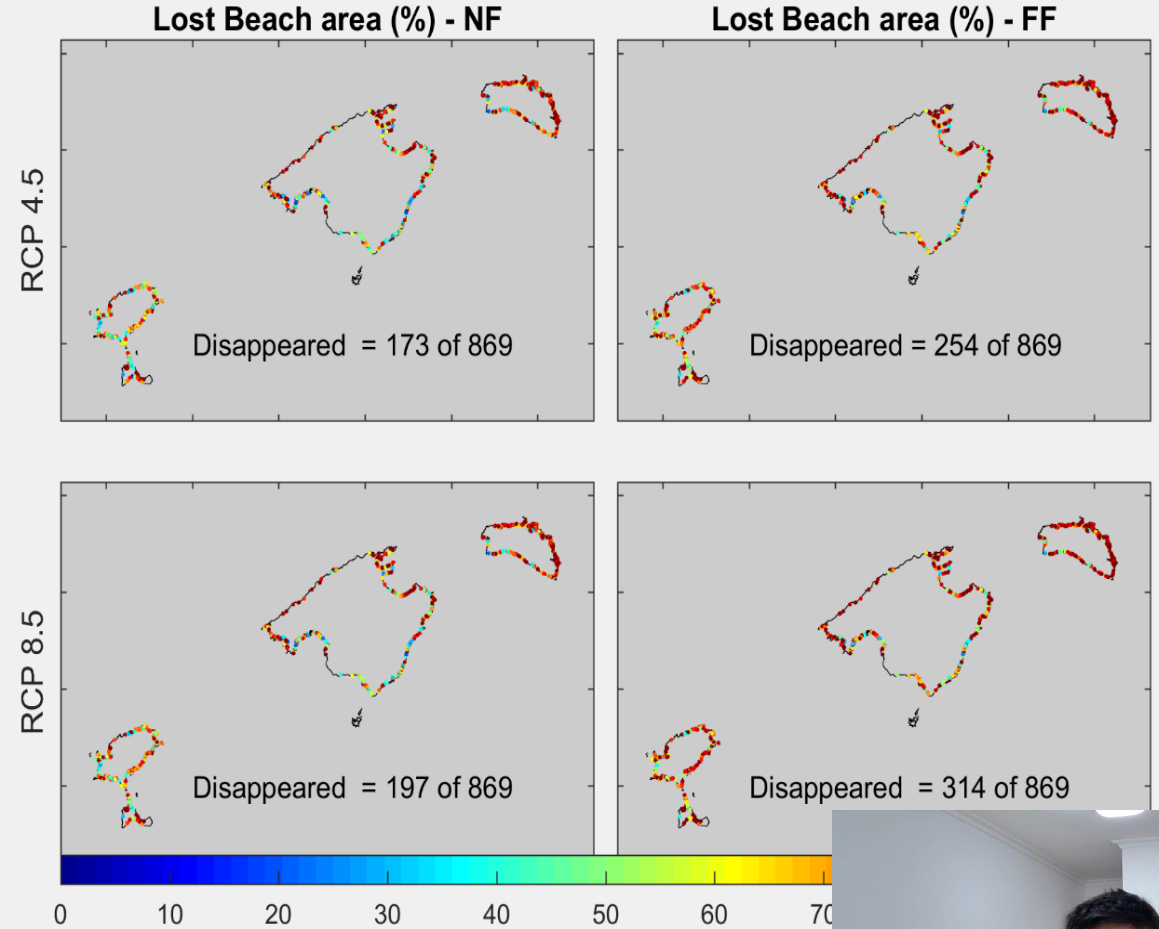 Lost Beach area (%) - NF
Lost Beach area (%) - FF
RCP 4.5
Disappeared = 173 of 869
Disappeared = 254 of 869
RCP 8.5
Disappeared = 197 of 869
Disappeared = 314 of 869
0 10 20 30 40 50 60